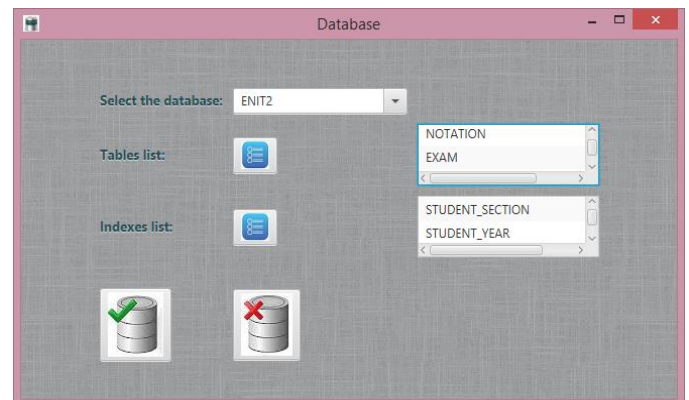 Database
Select the database: ENIT2
Tables list:
NOTATION
EXAM
Indexes list:
STUDENT_SECTION
STUDENT_YEAR